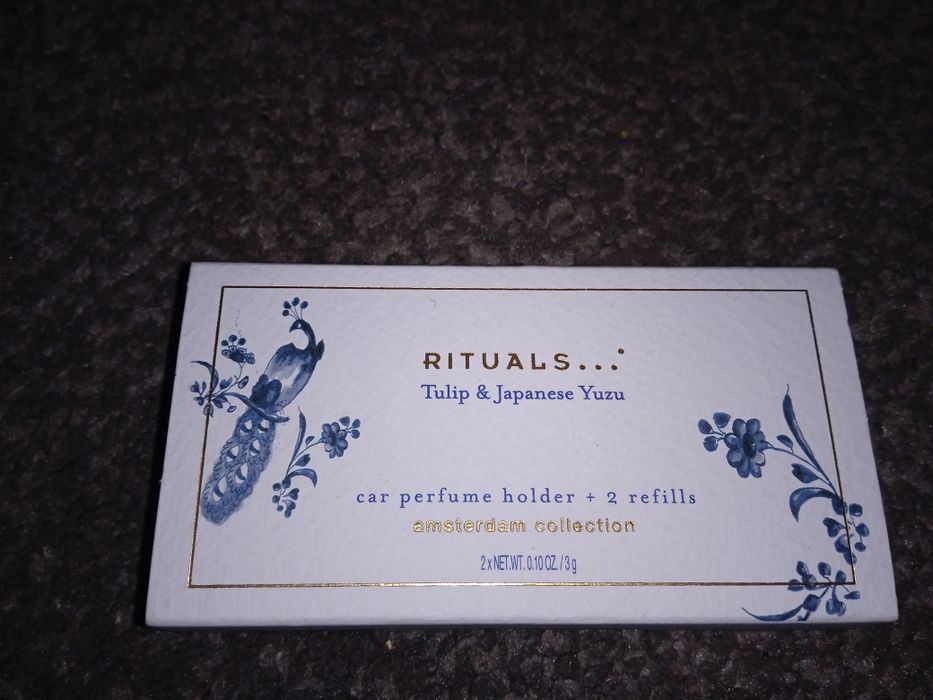 RITUALS...
Tulip & Japanese Yuzu
car perfume holder + 2 refills
amsterdam collection
2 x NET.WT. 0.10 OZ. / 3 g